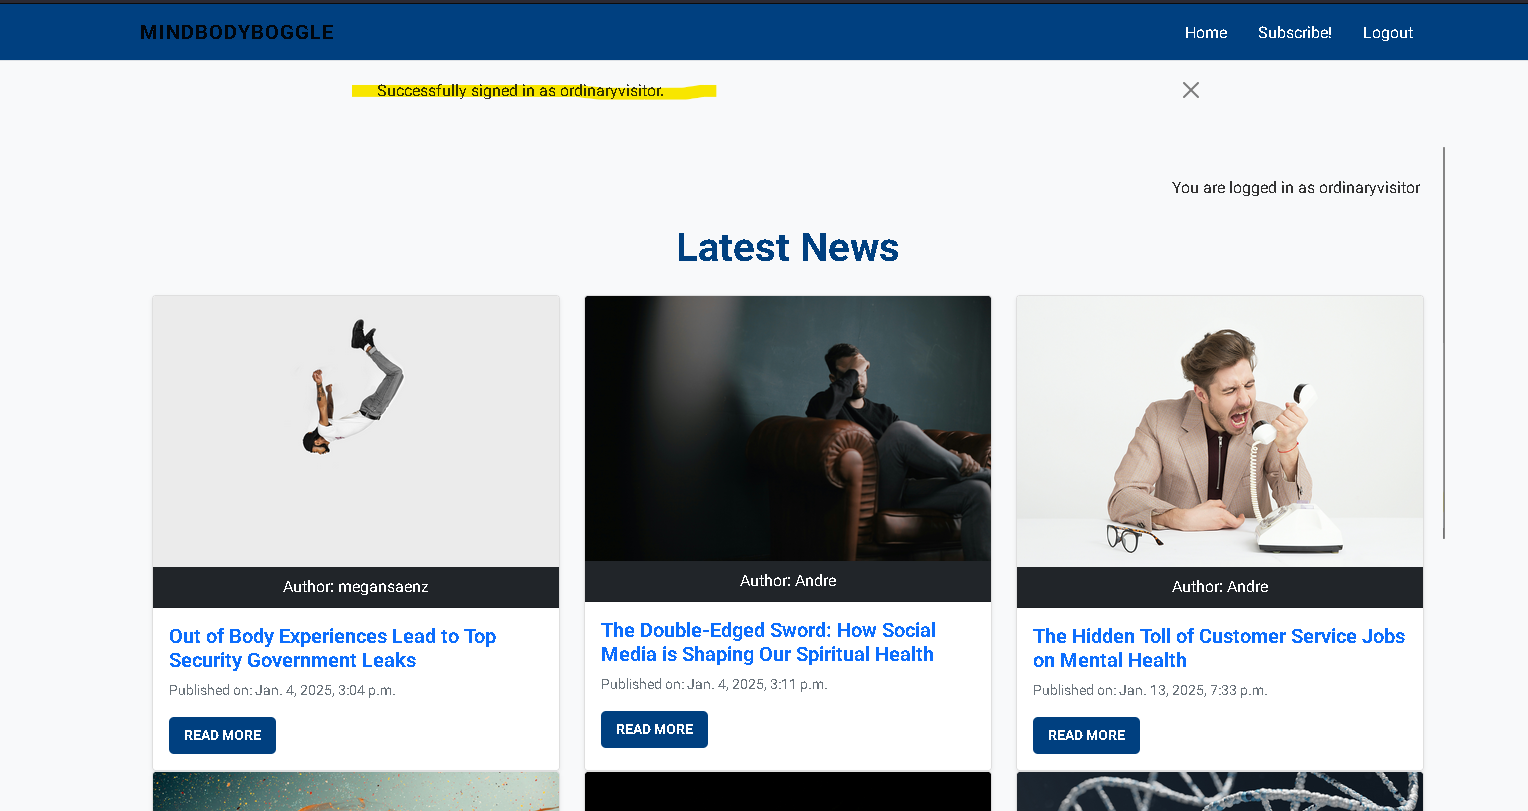 MINDBODYBOGGLE
Home Subscribe! Logout
Successfully signed in as ordinaryvisitor.
You are logged in as ordinaryvisitor
Latest News
Author: megansaenz
Out of Body Experiences Lead to Top
Security Government Leaks
Published on: Jan. 4, 2025, 3:04 p.m.
READ MORE
Author: Andre
The Double-Edged Sword: How Social
Media is Shaping Our Spiritual Health
Published on: Jan. 4, 2025, 3:11 p.m.
READ MORE
Author: Andre
The Hidden Toll of Customer Service Jobs
on Mental Health
Published on: Jan. 13, 2025, 7:33 p.m.
READ MORE